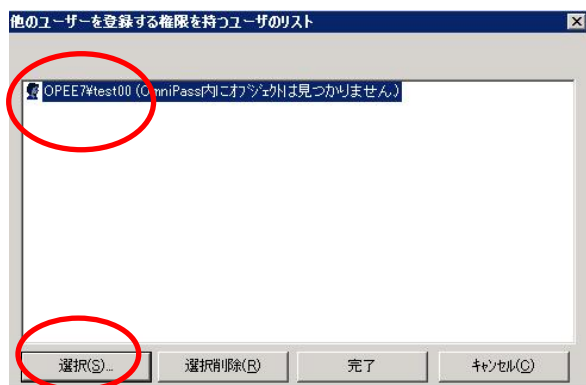 他のユーザーを登録する権限を持つユーザのリスト
OPEE7¥test00 (OmniPass内にオブジェクトは見つかりません。)
選択(S)...
選択削除(R)
完了
キャンセル(C)